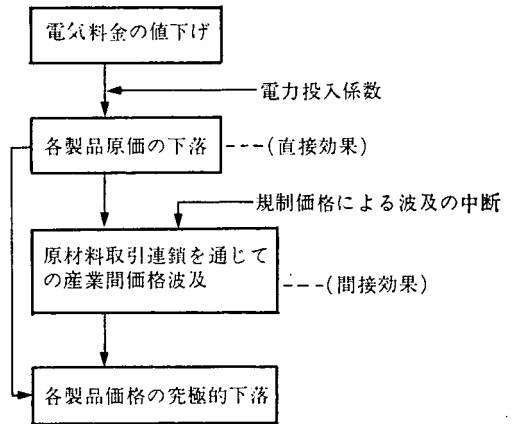 電気料金の値下げ
電力投入係数
各製品原価の下落 ---(直接効果)
規制価格による波及の中断
原材料取引連鎖を通じて
の産業間価格波及
---(間接効果)
各製品価格の究極的下落